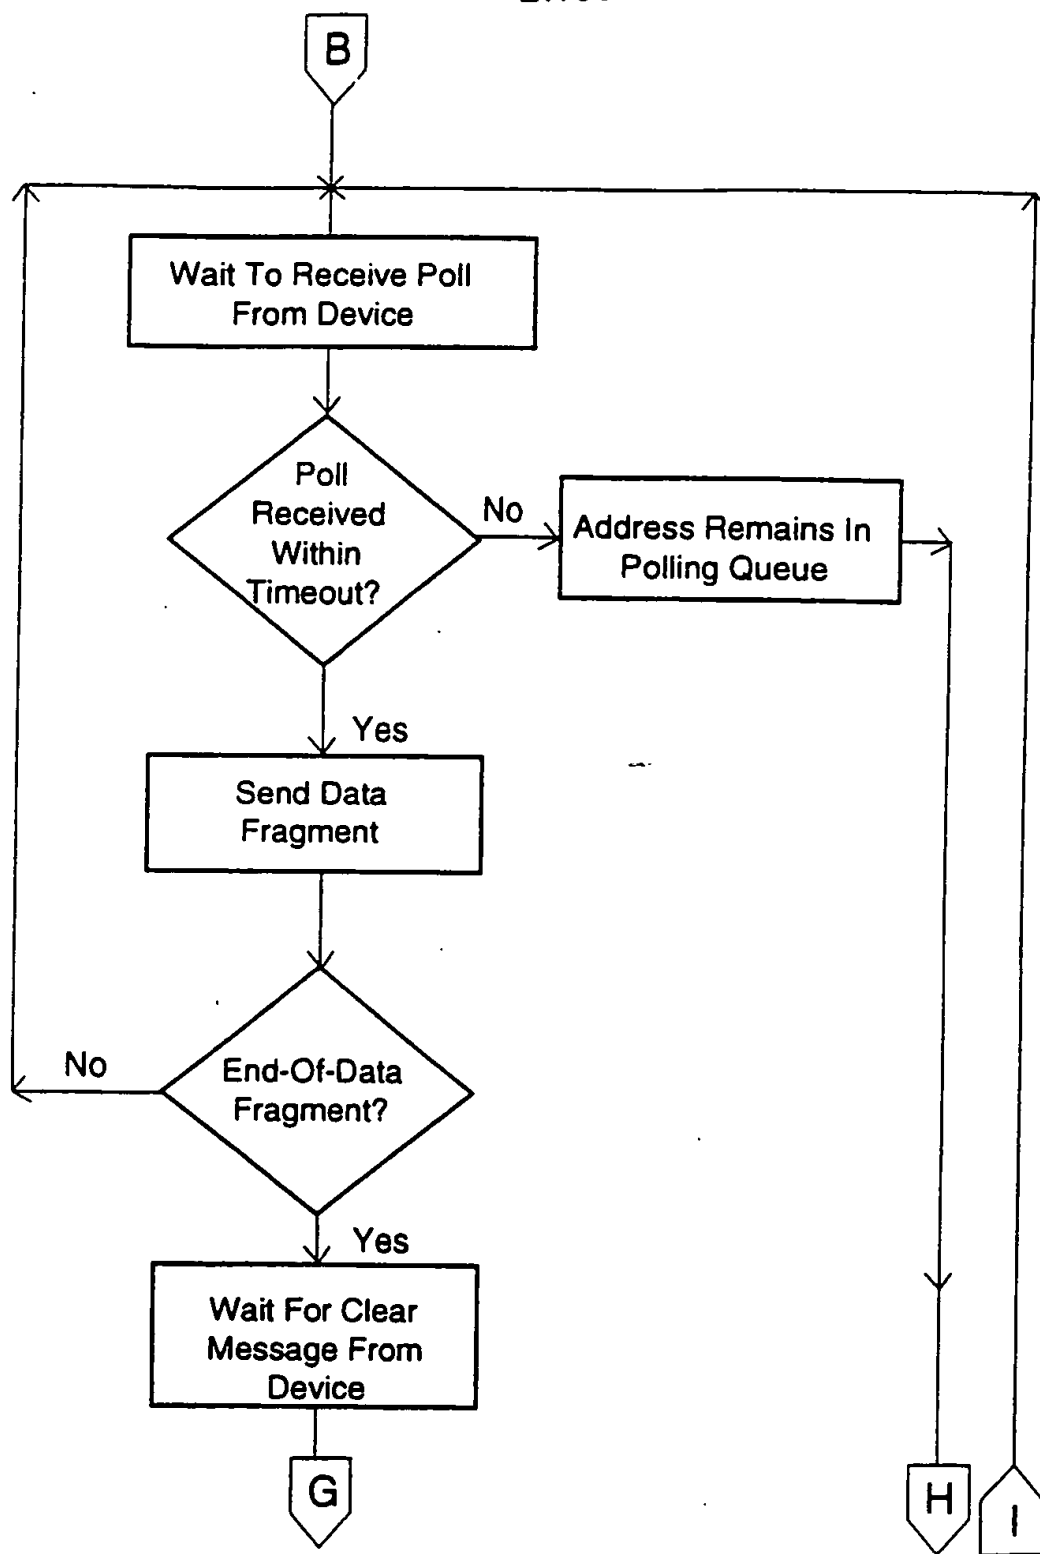 B
Wait To Receive Poll
From Device
Poll
Received
Within
Timeout?
No
Address Remains In
Polling Queue
Yes
Send Data
Fragment
No
End-Of-Data
Fragment?
Yes
Wait For Clear
Message From
Device
G
H
I